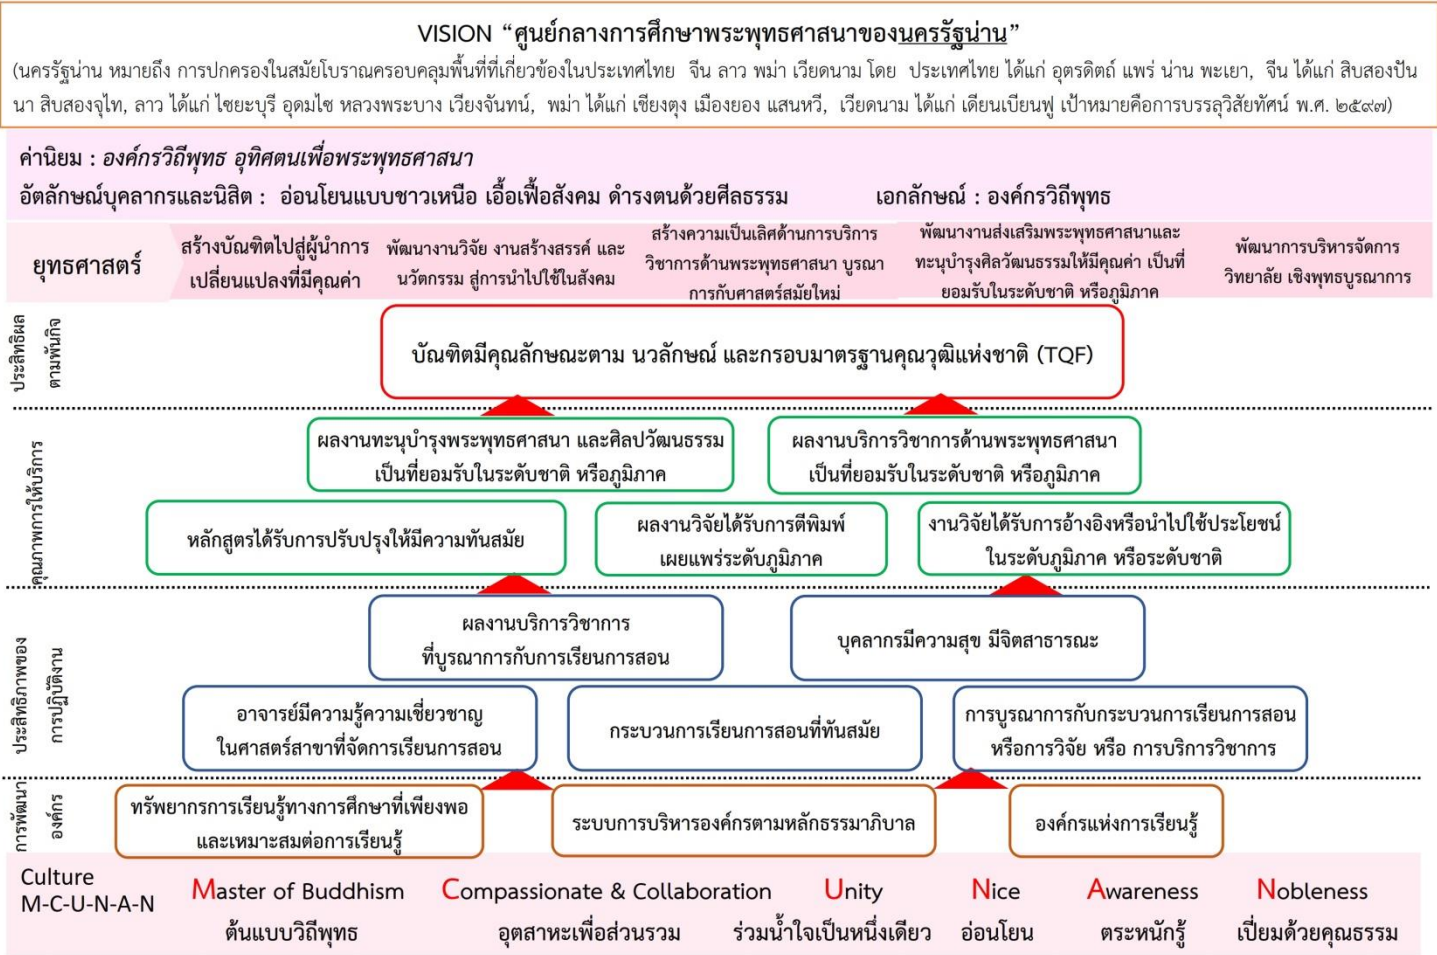 VISION “ศูนย์กลางการศึกษาพระพุทธศาสนาของนครรัฐน่าน”
(นครรัฐน่าน หมายถึง การปกครองในสมัยโบราณครอบคลุมพื้นที่ที่เกี่ยวข้องในประเทศไทย จีน ลาว พม่า เวียดนาม โดย ประเทศไทย ได้แก่ อุตรดิตถ์ แพร่ น่าน พะเยา, จีน ได้แก่ สิบสองปัน
นา สิบสองจุไท, ลาว ได้แก่ ไชยะบุรี อุดมไซ หลวงพระบาง เวียงจันทน์, พม่า ได้แก่ เชียงตุง เมืองยอง แสนหวี, เวียดนาม ได้แก่ เดียนเบียนฟู เป้าหมายคือการบรรลุวิสัยทัศน์ พ.ศ. ๒๕๙๗)
ค่านิยม : องค์กรวิถีพุทธ อุทิศตนเพื่อพระพุทธศาสนา
อัตลักษณ์บุคลากรและนิสิต : อ่อนโยนแบบชาวเหนือ เอื้อเฟื้อสังคม ดำรงตนด้วยศีลธรรม เอกลักษณ์ : องค์กรวิถีพุทธ
ยุทธศาสตร์
สร้างบัณฑิตไปสู่ผู้นำการ
เปลี่ยนแปลงที่มีคุณค่า
พัฒนางานวิจัย งานสร้างสรรค์ และ
นวัตกรรม สู่การนำไปใช้ในสังคม
สร้างความเป็นเลิศด้านการบริการ
วิชาการด้านพระพุทธศาสนา บูรณา
การกับศาสตร์สมัยใหม่
พัฒนางานส่งเสริมพระพุทธศาสนาและ
ทะนุบำรุงศิลวัฒนธรรมให้มีคุณค่า เป็นที่
ยอมรับในระดับชาติ หรือภูมิภาค
พัฒนาการบริหารจัดการ
วิทยาลัย เชิงพุทธบูรณาการ
ประสิทธิผล
ตามพันกิจ
บัณฑิตมีคุณลักษณะตาม นวลักษณ์ และกรอบมาตรฐานคุณวุฒิแห่งชาติ (TQF)
คุณภาพการให้บริการ
ผลงานทะนุบำรุงพระพุทธศาสนา และศิลปวัฒนธรรม
เป็นที่ยอมรับในระดับชาติ หรือภูมิภาค
ผลงานบริการวิชาการด้านพระพุทธศาสนา
เป็นที่ยอมรับในระดับชาติ หรือภูมิภาค
หลักสูตรได้รับการปรับปรุงให้มีความทันสมัย
ผลงานวิจัยได้รับการตีพิมพ์
เผยแพร่ระดับภูมิภาค
งานวิจัยได้รับการอ้างอิงหรือนำไปใช้ประโยชน์
ในระดับภูมิภาค หรือระดับชาติ
ประสิทธิภาพของ
การปฏิบัติงาน
ผลงานบริการวิชาการ
ที่บูรณาการกับการเรียนการสอน
บุคลากรมีความสุข มีจิตสาธารณะ
อาจารย์มีความรู้ความเชี่ยวชาญ
ในศาสตร์สาขาที่จัดการเรียนการสอน
กระบวนการเรียนการสอนที่ทันสมัย
การบูรณาการกับกระบวนการเรียนการสอน
หรือการวิจัย หรือ การบริการวิชาการ
การพัฒนา
องค์กร
ทรัพยากรการเรียนรู้ทางการศึกษาที่เพียงพอ
และเหมาะสมต่อการเรียนรู้
ระบบการบริหารองค์กรตามหลักธรรมาภิบาล
องค์กรแห่งการเรียนรู้
Culture
M-C-U-N-A-N
Master of Buddhism
ต้นแบบวิถีพุทธ
Compassionate & Collaboration
อุตสาหะเพื่อส่วนรวม
Unity
ร่วมน้ำใจเป็นหนึ่งเดียว
Nice
อ่อนโยน
Awareness
ตระหนักรู้
Nobleness
เปี่ยมด้วยคุณธรรม